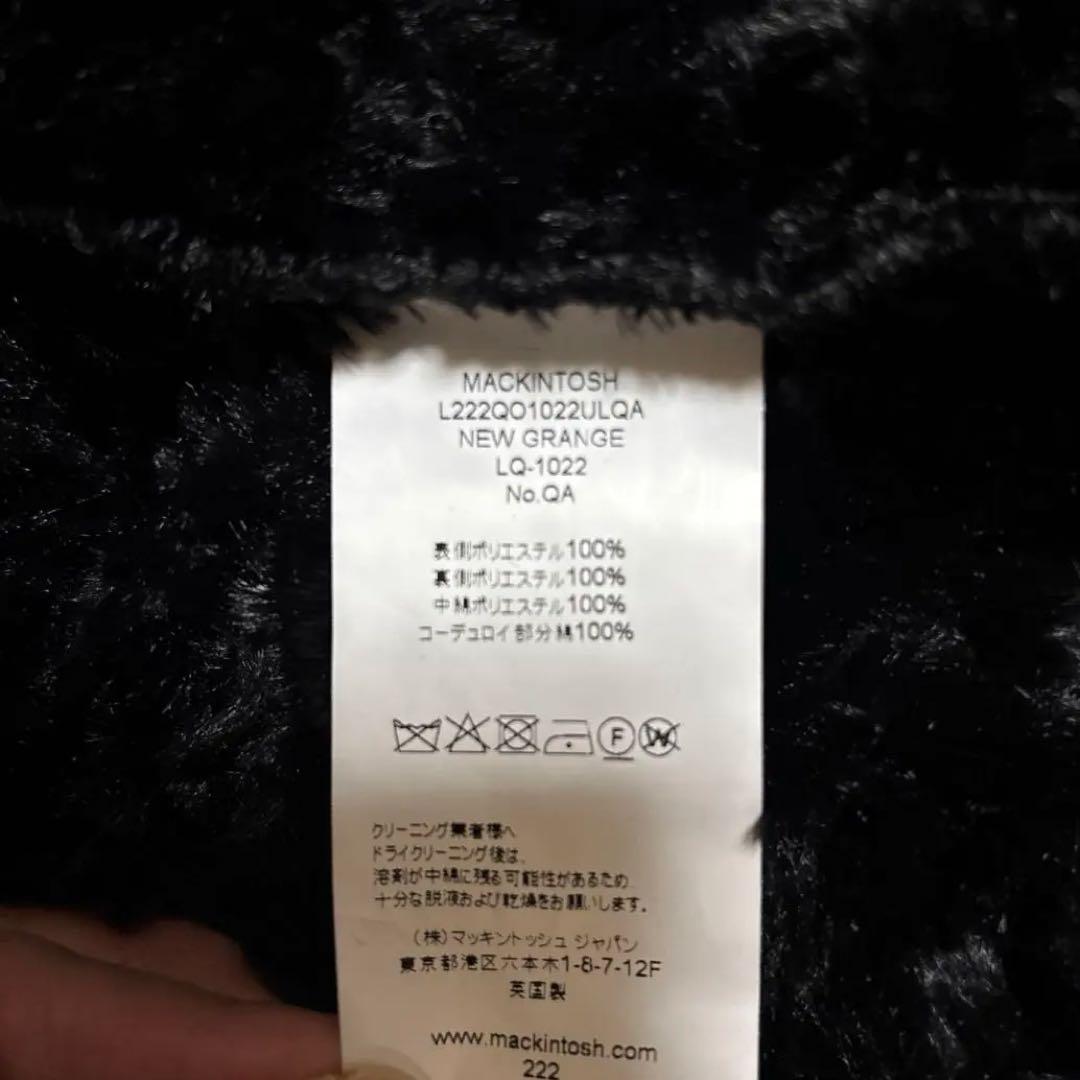 MACKINTOSH
L222QO1022ULQA
NEW GRANGE
LQ-1022
No.QA
表側ポリエステル100%
裏側ポリエステル100%
中綿ポリエステル100%
コーデュロイ部分綿100%
F W
クリーニング業者様へ
ドライクリーニング後は、
溶剤が中綿に残る可能性があるため
十分な脱液および乾燥をお願いします。
(株)マッキントッシュ ジャパン
東京都港区六本木1-8-7-12F
英国製
www.mackintosh.com
222